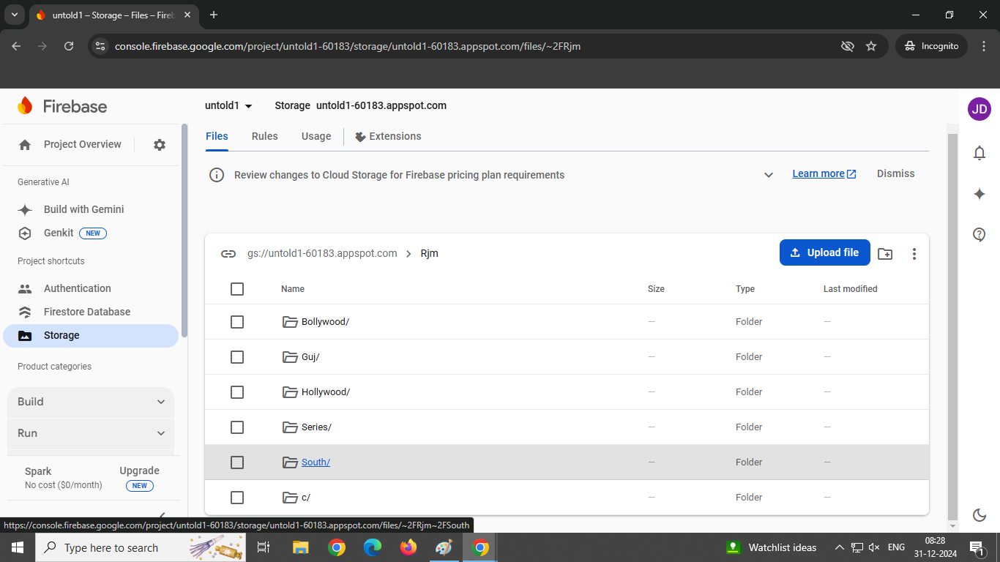 untold1 – Storage – Files – Fireb
console.firebase.google.com/project/untold1-60183/storage/untold1-60183.appspot.com/files/~2FRjm
Incognito
Firebase
untold1
Storage untold1-60183.appspot.com
JD
Project Overview
Files
Rules
Usage
Extensions
Generative AI
Review changes to Cloud Storage for Firebase pricing plan requirements
Learn more
Dismiss
Build with Gemini
Genkit NEW
Project shortcuts
gs://untold1-60183.appspot.com
Rjm
Upload file
Authentication
Name
Size
Type
Last modified
Firestore Database
Bollywood/
—
Folder
—
Storage
Guj/
—
Folder
—
Product categories
Hollywood/
—
Folder
—
Build
Series/
—
Folder
—
Run
South/
—
Folder
—
Spark
No cost ($0/month)
Upgrade
NEW
c/
—
Folder
—
https://console.firebase.google.com/project/untold1-60183/storage/untold1-60183.appspot.com/files/~2FRjm~2FSouth
Type here to search
Watchlist ideas
ENG
08:28
31-12-2024
1